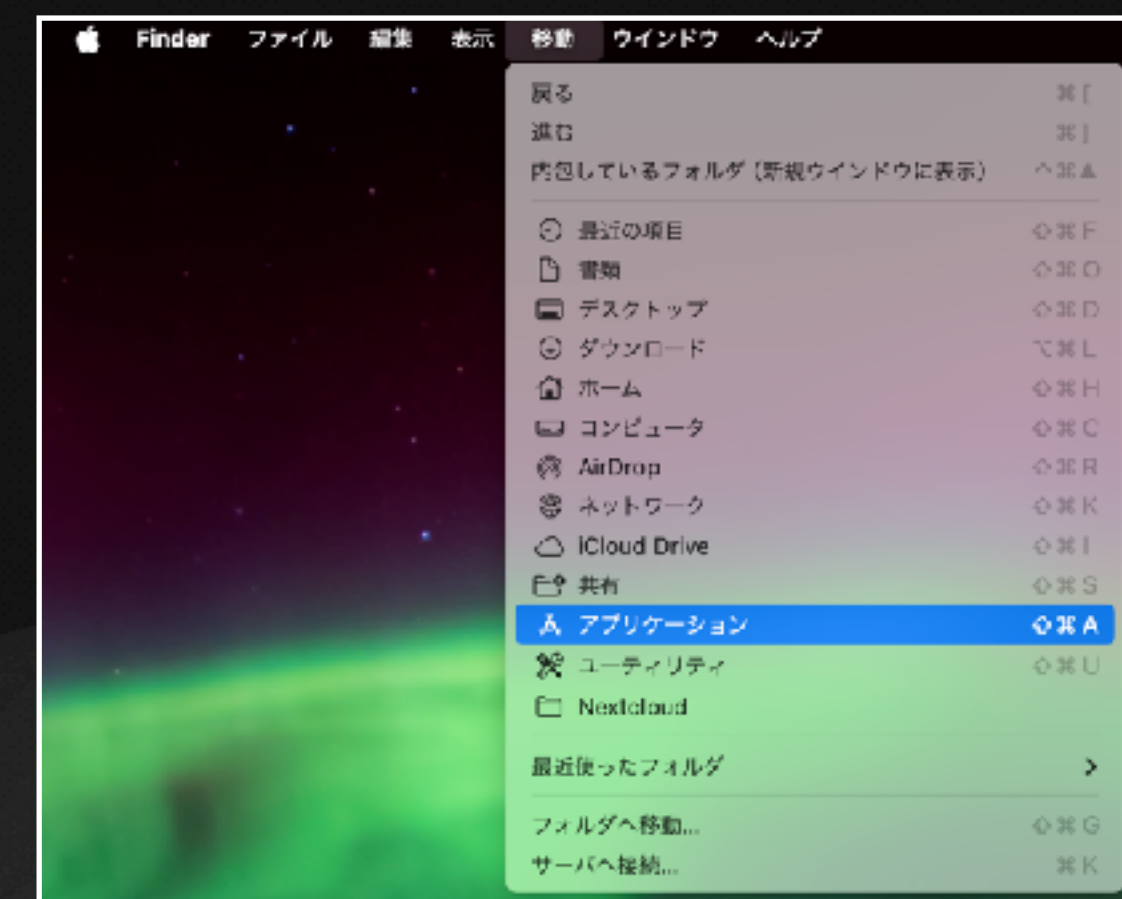 Finder ファイル 編集 表示 移動 ウインドウ ヘルプ
戻る ⌘ [
進む ⌘ ]
内包しているフォルダ (新規ウインドウに表示) ^ ⌘ ▲
最近の項目 ⇧ ⌘ F
書類 ⇧ ⌘ O
デスクトップ ⇧ ⌘ D
ダウンロード ⌥ ⌘ L
ホーム ⇧ ⌘ H
コンピュータ ⇧ ⌘ C
AirDrop ⇧ ⌘ R
ネットワーク ⇧ ⌘ K
iCloud Drive ⇧ ⌘ I
共有 ⇧ ⌘ S
アプリケーション ⇧ ⌘ A
ユーティリティ ⇧ ⌘ U
Nextcloud
最近使ったフォルダ >
フォルダへ移動... ⇧ ⌘ G
サーバへ接続... ⌘ K